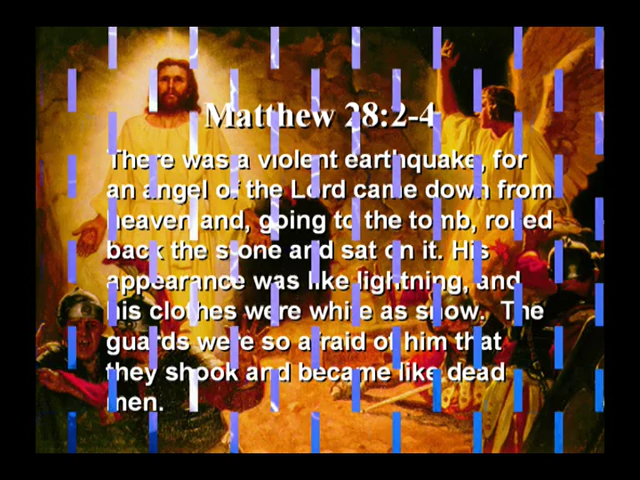 Matthew 28:2-4
There was a violent earthquake, for
an angel of the Lord came down from
heaven and, going to the tomb, rolled
back the stone and sat on it. His
appearance was like lightning, and
his clothes were white as snow. The
guards were so afraid of him that
they shook and became like dead
men.